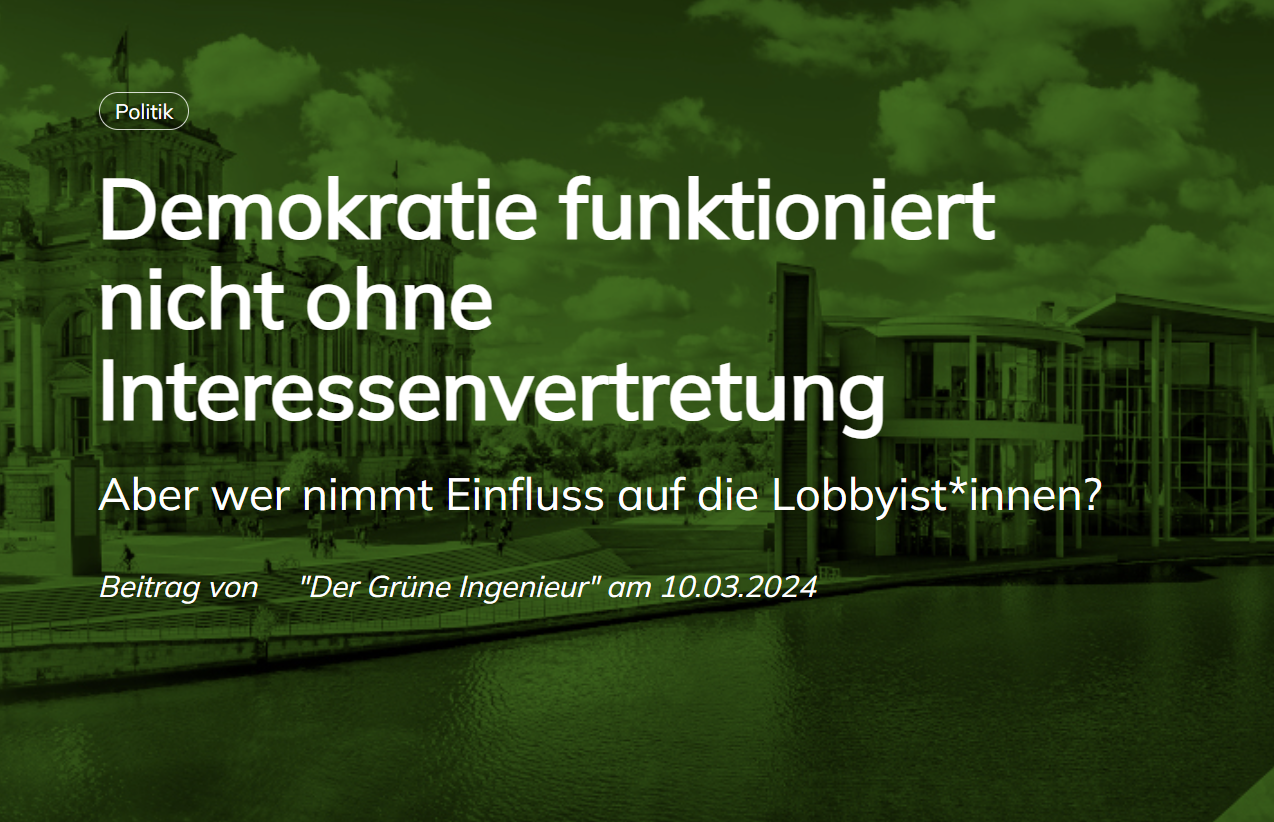 Politik
Demokratie funktioniert
nicht ohne
Interessenvertretung
Aber wer nimmt Einfluss auf die Lobbyist*innen?
Beitrag von "Der Grüne Ingenieur" am 10.03.2024